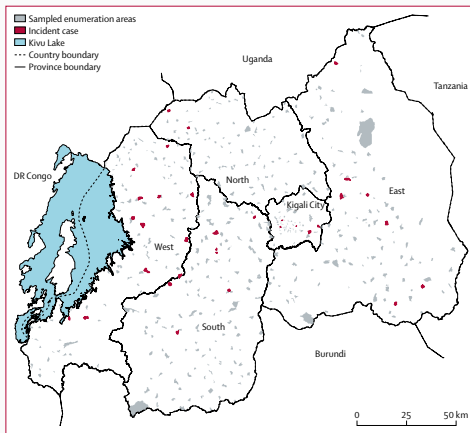 Sampled enumeration areas
Incident case
Kivu Lake
Country boundary
Province boundary
Uganda
Tanzania
DR Congo
North
Kigali City
East
West
South
Burundi
0 25 50 km